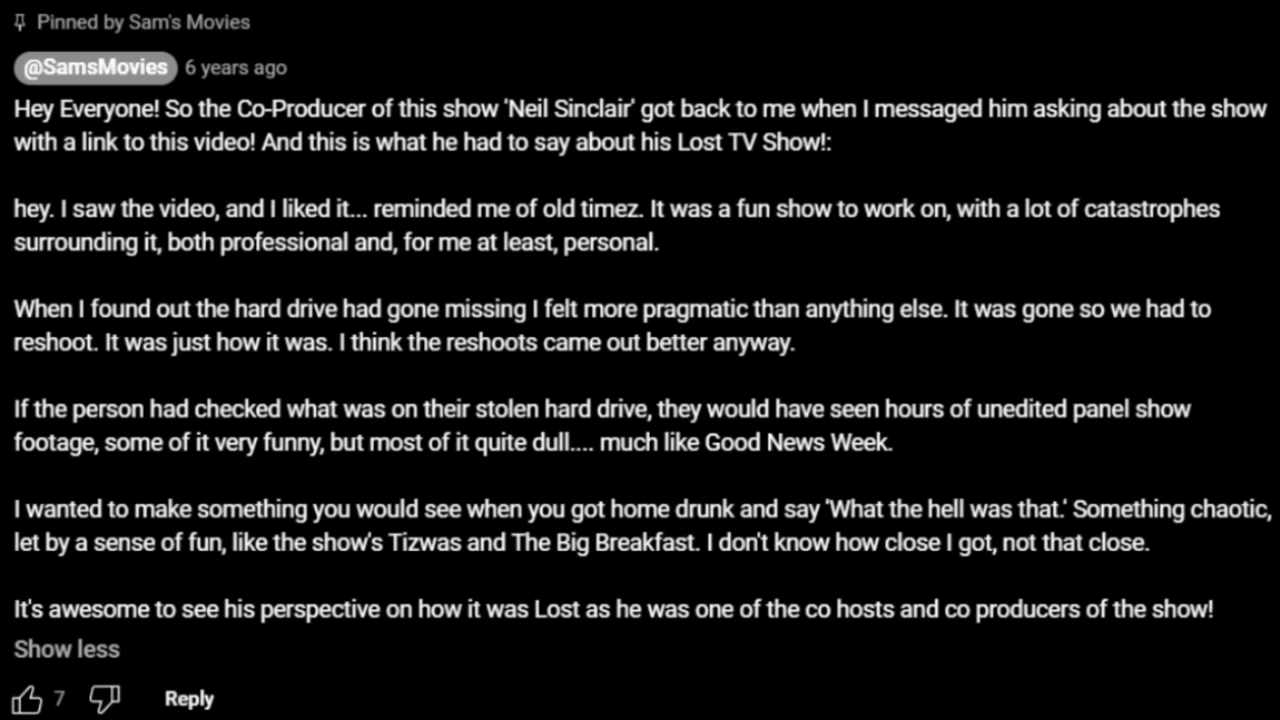 Pinned by Sam's Movies
@SamsMovies 6 years ago
Hey Everyone! So the Co-Producer of this show 'Neil Sinclair' got back to me when I messaged him asking about the show
with a link to this video! And this is what he had to say about his Lost TV Show!:
hey. I saw the video, and I liked it... reminded me of old timez. It was a fun show to work on, with a lot of catastrophes
surrounding it, both professional and, for me at least, personal.
When I found out the hard drive had gone missing I felt more pragmatic than anything else. It was gone so we had to
reshoot. It was just how it was. I think the reshoots came out better anyway.
If the person had checked what was on their stolen hard drive, they would have seen hours of unedited panel show
footage, some of it very funny, but most of it quite dull.... much like Good News Week.
I wanted to make something you would see when you got home drunk and say 'What the hell was that.' Something chaotic,
let by a sense of fun, like the show's Tizwas and The Big Breakfast. I don't know how close I got, not that close.
It's awesome to see his perspective on how it was Lost as he was one of the co hosts and co producers of the show!
Show less
7 Reply